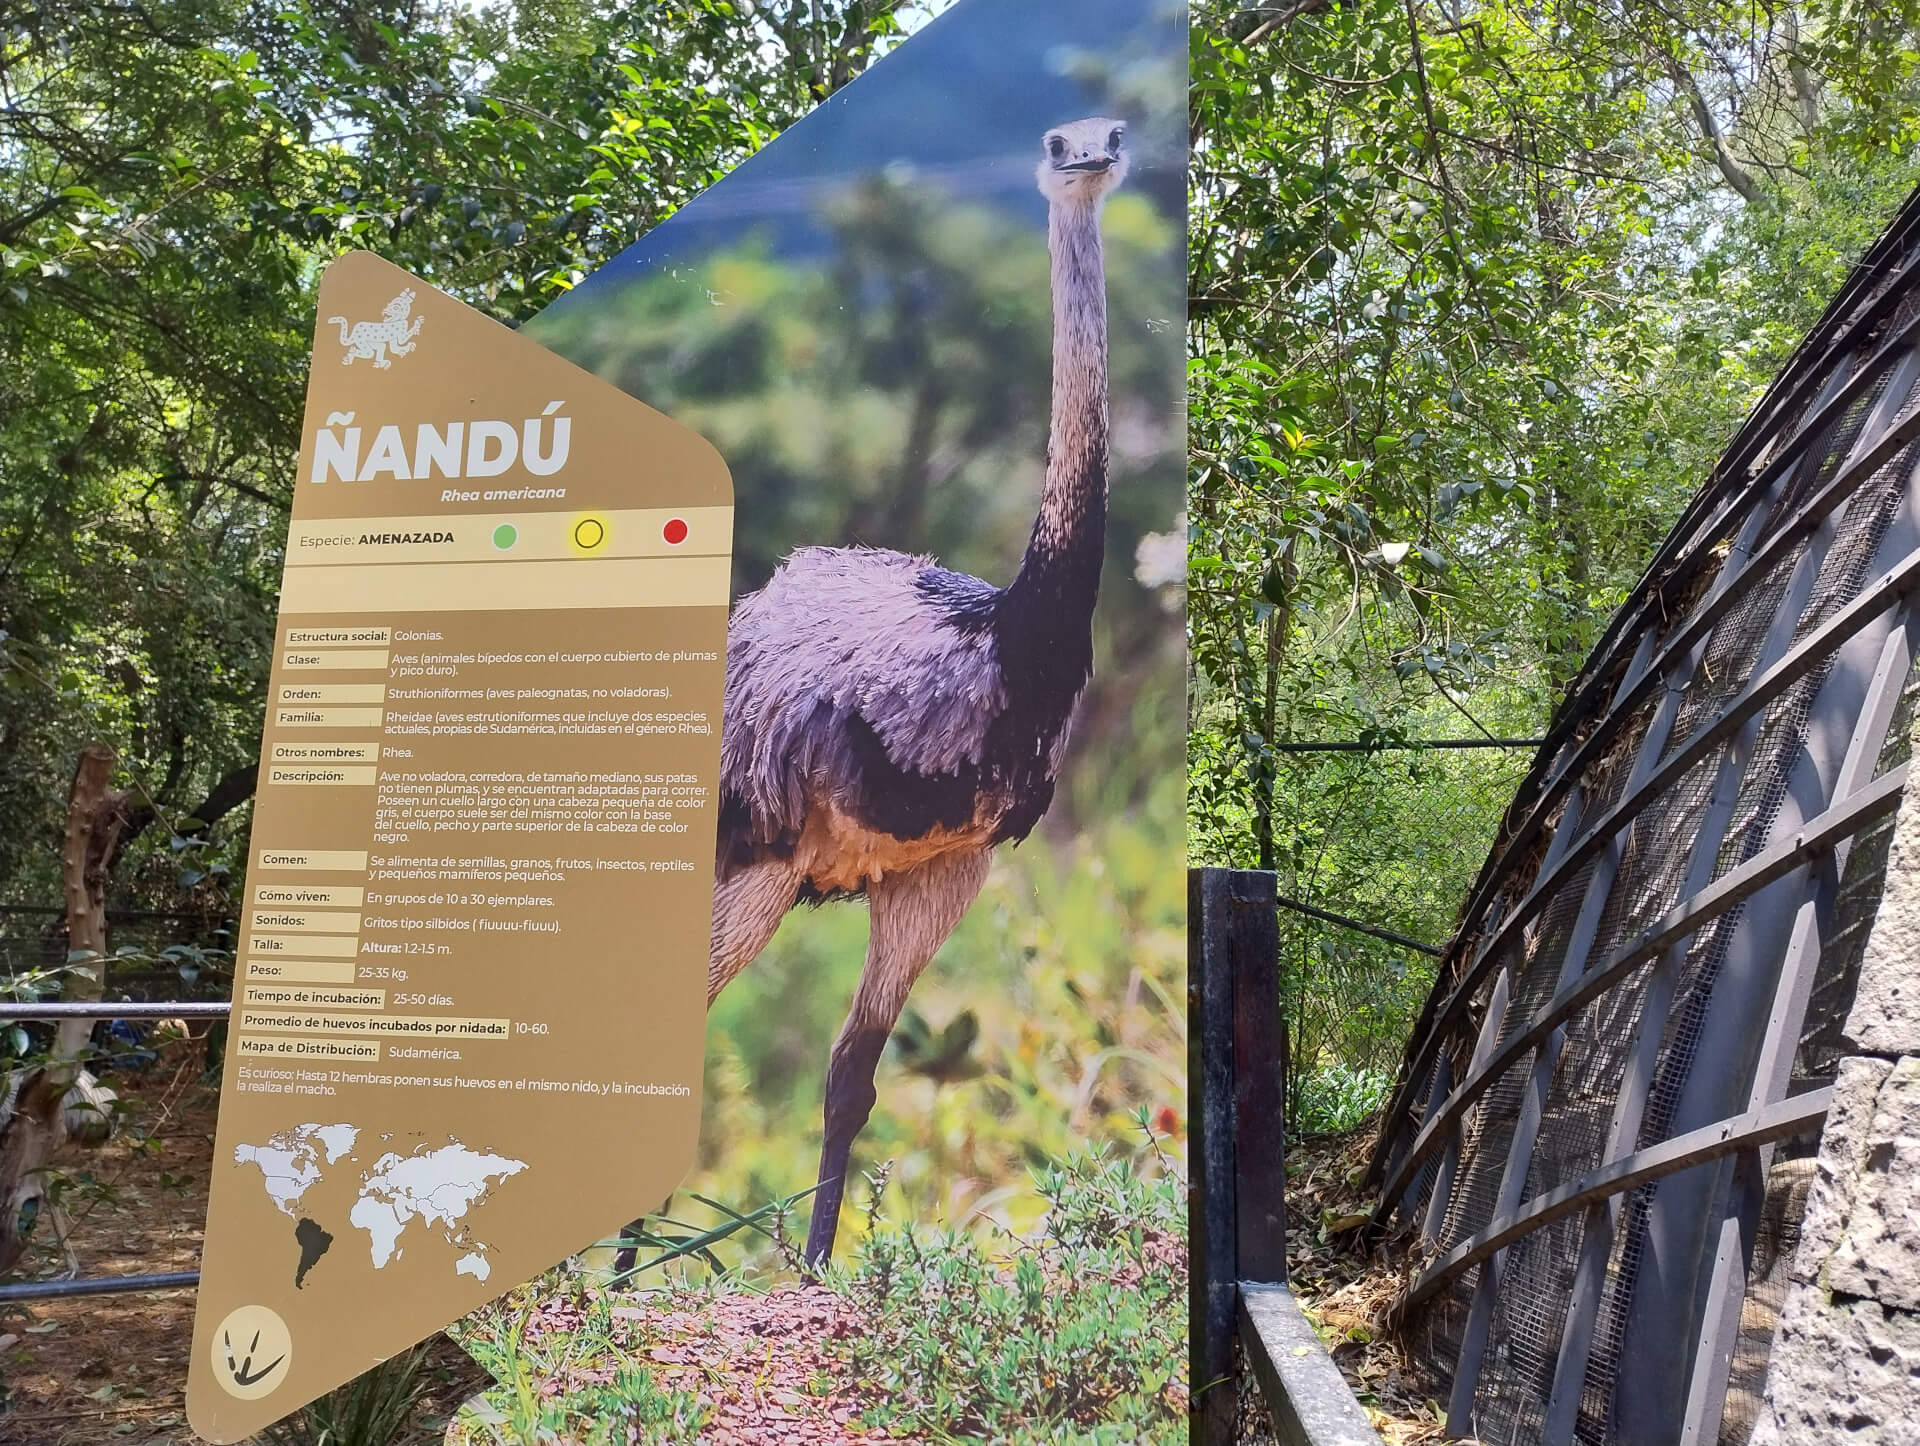 ÑANDÚ
Rhea americana
Especie: AMENAZADA
Estructura social: Colonias.
Clase: Aves (animales bípedos con el cuerpo cubierto de plumas
y pico duro).
Orden: Struthioniformes (aves paleognatas, no voladoras).
Familia: Rheidae (aves estrutioniformes que incluye dos especies
actuales, propias de Sudamérica, incluidas en el género Rhea).
Otros nombres: Rhea.
Descripción: Ave no voladora, corredora, de tamaño mediano, sus patas
no tienen plumas, y se encuentran adaptadas para correr.
Poseen un cuello largo con una cabeza pequeña de color
gris, el cuerpo suele ser del mismo color con la base
del cuello, pecho y parte superior de la cabeza de color
negro.
Comen: Se alimenta de semillas, granos, frutos, insectos, reptiles
y pequeños mamíferos pequeños.
Cómo viven: En grupos de 10 a 30 ejemplares.
Sonidos: Gritos tipo silbidos ( fiuuuu-fiuuu).
Talla: Altura: 1.2-1.5 m.
Peso: 25-35 kg.
Tiempo de incubación: 25-50 días.
Promedio de huevos incubados por nidada: 10-60.
Mapa de Distribución: Sudamérica.
Es curioso: Hasta 12 hembras ponen sus huevos en el mismo nido, y la incubación
la realiza el macho.